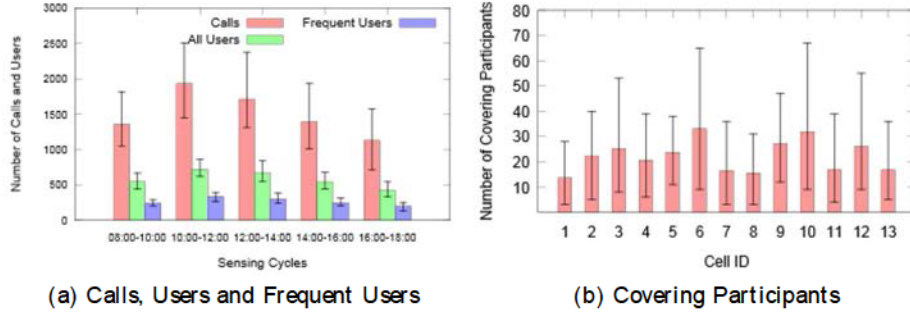 3000
2500
2000
1500
1000
500
0
Number of Calls and Users
Calls
All Users
Frequent Users
08:00-10:00 10:00-12:00 12:00-14:00 14:00-16:00 16:00-18:00
Sensing Cycles
(a) Calls, Users and Frequent Users
80
70
60
50
40
30
20
10
Number of Covering Participants
1 2 3 4 5 6 7 8 9 10 11 12 13
Cell ID
(b) Covering Participants